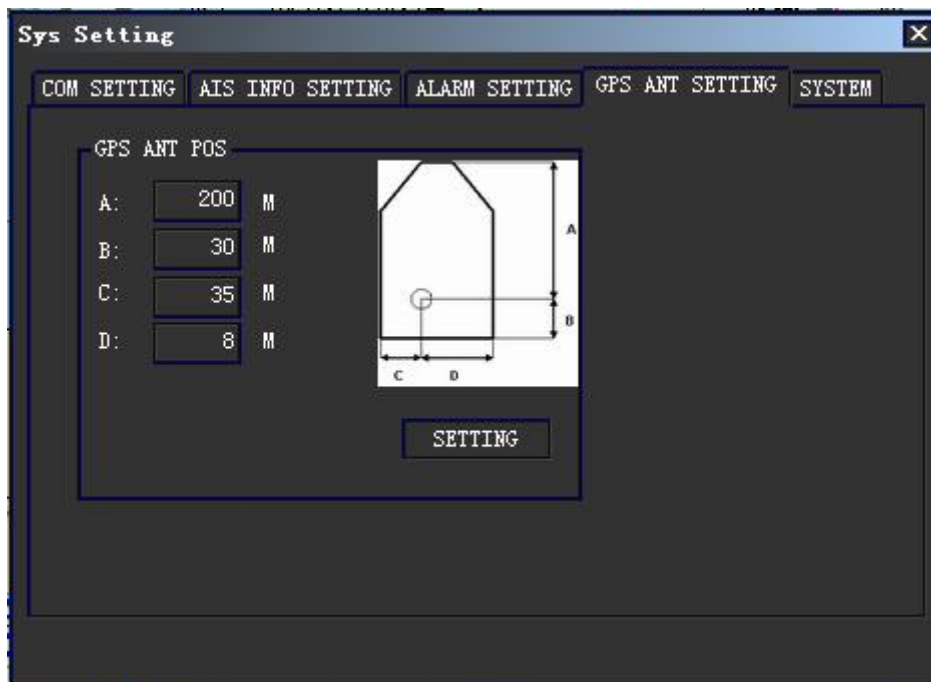 Sys Setting
COM SETTING AIS INFO SETTING ALARM SETTING GPS ANT SETTING SYSTEM
GPS ANT POS
A: 200 M
B: 30 M
C: 35 M
D: 8 M
A
B
C D
SETTING